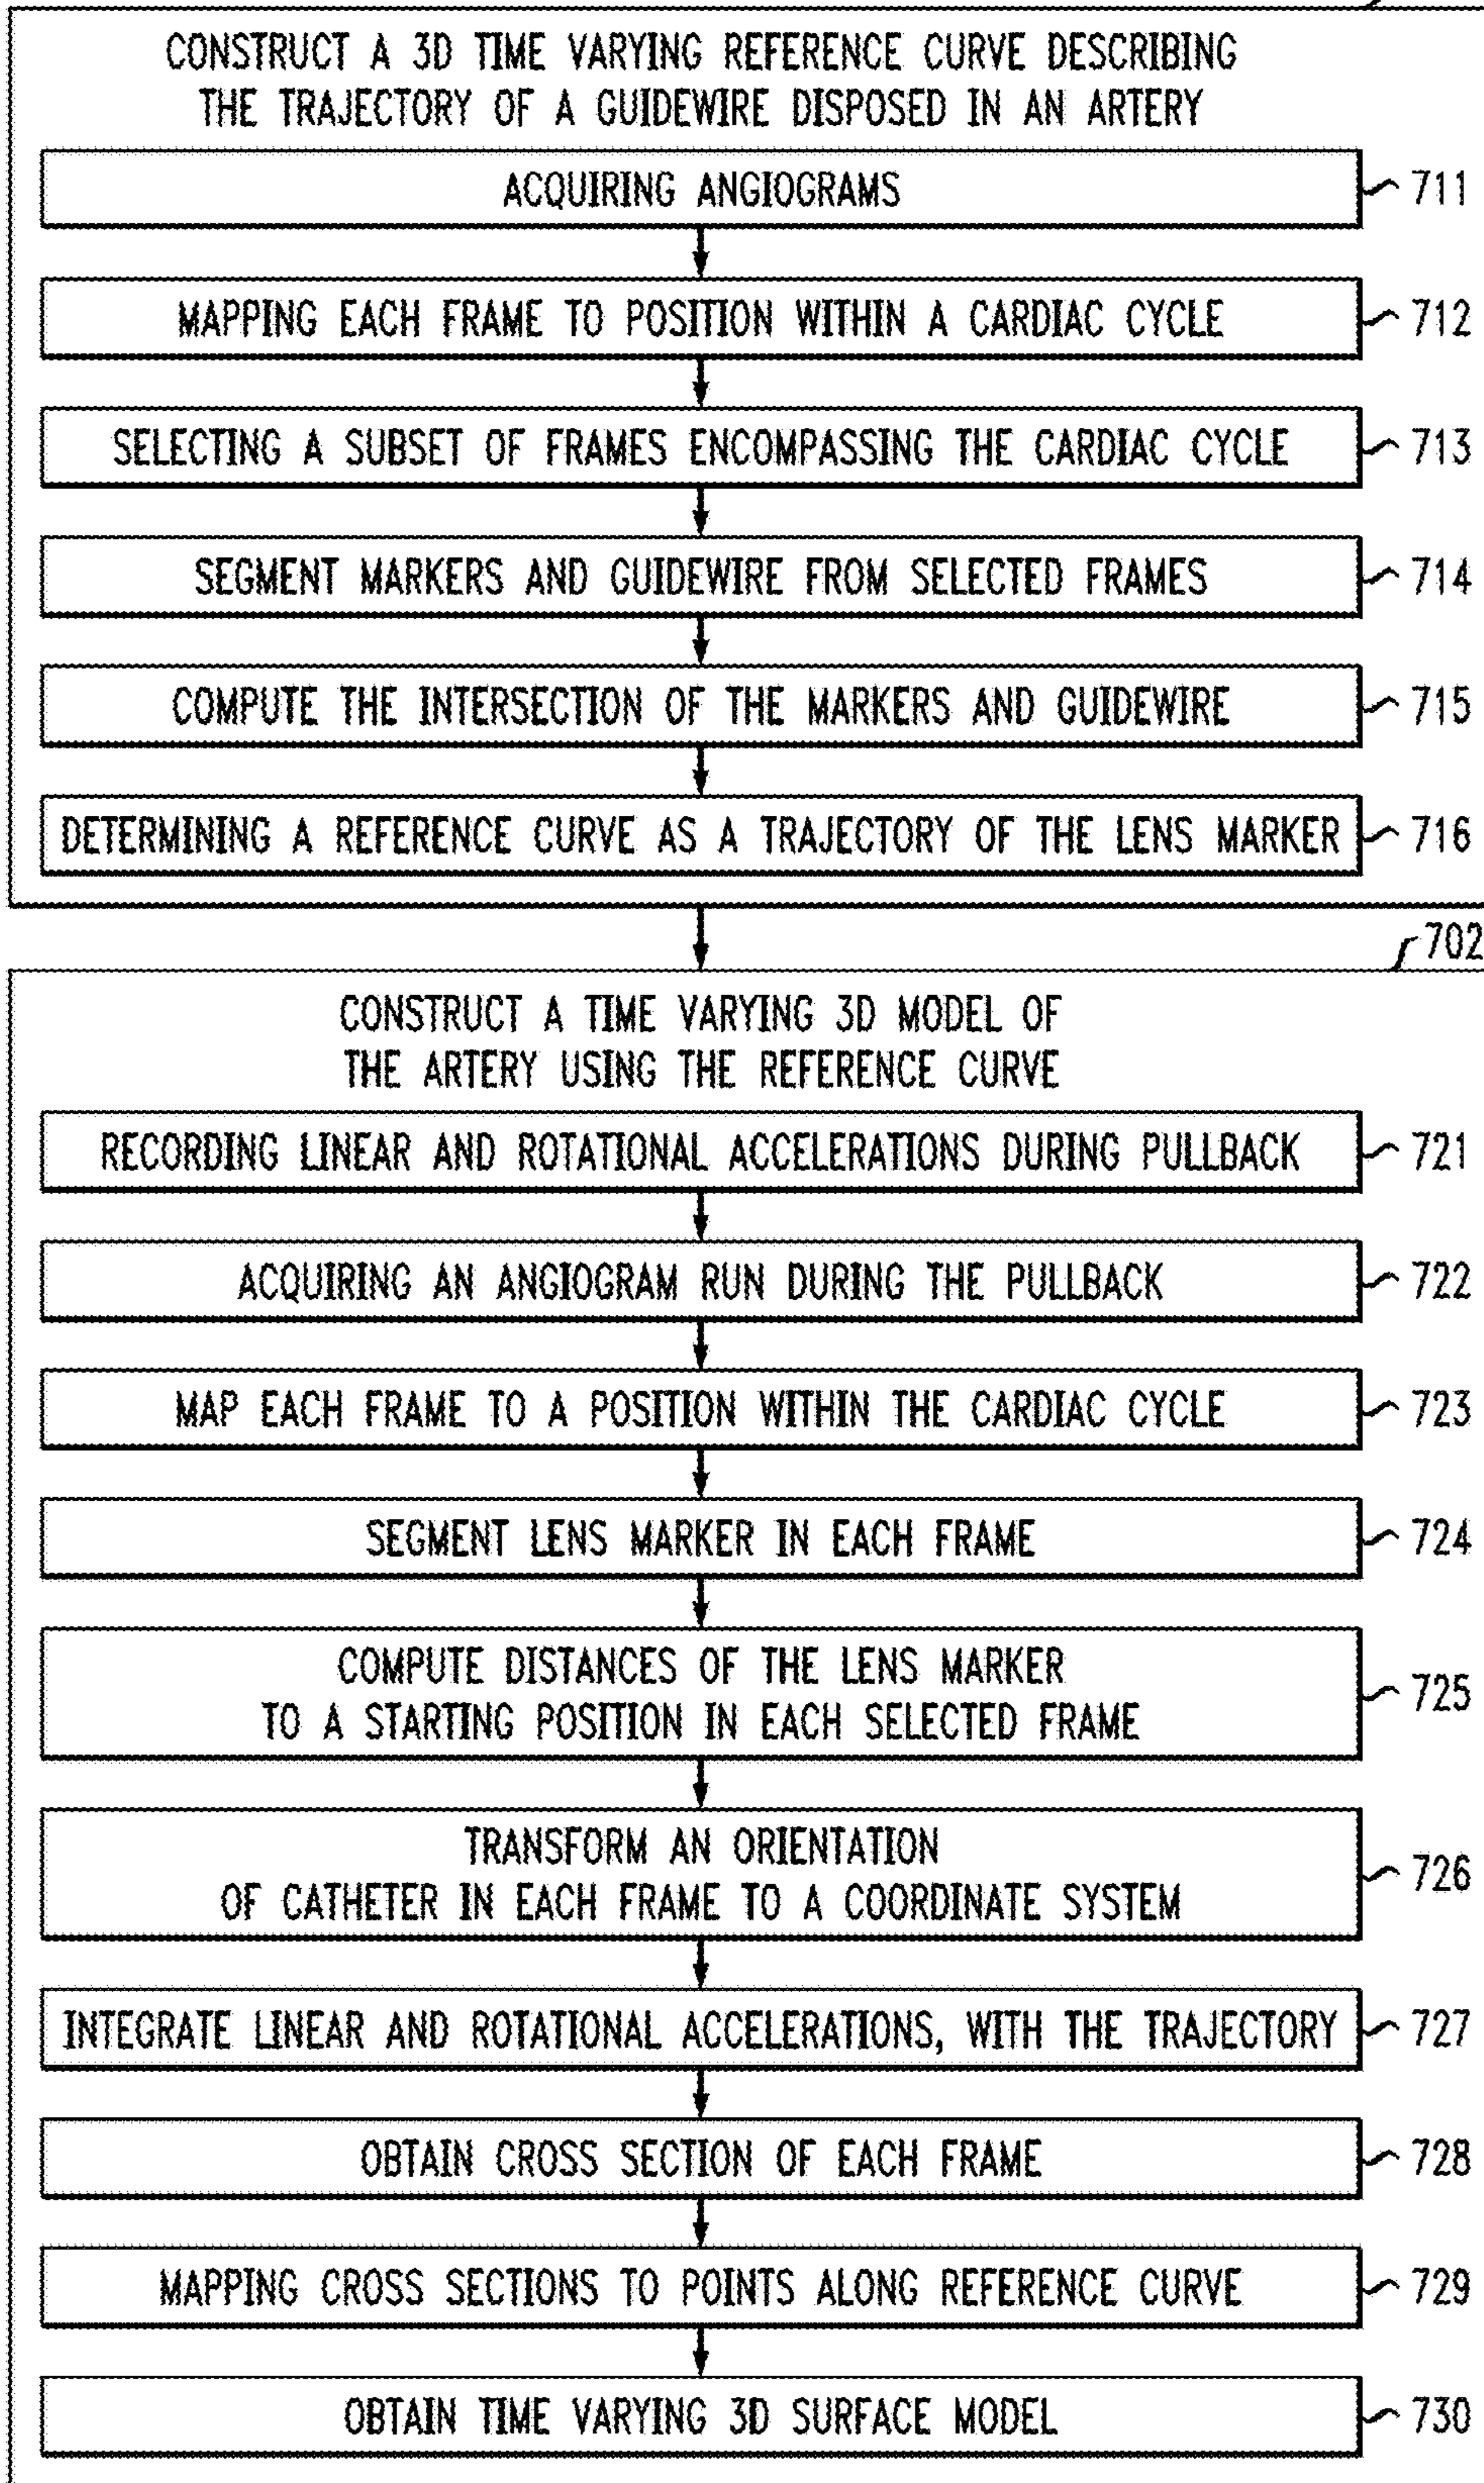 CONSTRUCT A 3D TIME VARYING REFERENCE CURVE DESCRIBING
THE TRAJECTORY OF A GUIDEWIRE DISPOSED IN AN ARTERY
ACQUIRING ANGIOGRAMS
711
MAPPING EACH FRAME TO POSITION WITHIN A CARDIAC CYCLE
712
SELECTING A SUBSET OF FRAMES ENCOMPASSING THE CARDIAC CYCLE
713
SEGMENT MARKERS AND GUIDEWIRE FROM SELECTED FRAMES
714
COMPUTE THE INTERSECTION OF THE MARKERS AND GUIDEWIRE
715
DETERMINING A REFERENCE CURVE AS A TRAJECTORY OF THE LENS MARKER
716
702
CONSTRUCT A TIME VARYING 3D MODEL OF
THE ARTERY USING THE REFERENCE CURVE
RECORDING LINEAR AND ROTATIONAL ACCELERATIONS DURING PULLBACK
721
ACQUIRING AN ANGIOGRAM RUN DURING THE PULLBACK
722
MAP EACH FRAME TO A POSITION WITHIN THE CARDIAC CYCLE
723
SEGMENT LENS MARKER IN EACH FRAME
724
COMPUTE DISTANCES OF THE LENS MARKER
TO A STARTING POSITION IN EACH SELECTED FRAME
725
TRANSFORM AN ORIENTATION
OF CATHETER IN EACH FRAME TO A COORDINATE SYSTEM
726
INTEGRATE LINEAR AND ROTATIONAL ACCELERATIONS, WITH THE TRAJECTORY
727
OBTAIN CROSS SECTION OF EACH FRAME
728
MAPPING CROSS SECTIONS TO POINTS ALONG REFERENCE CURVE
729
OBTAIN TIME VARYING 3D SURFACE MODEL
730